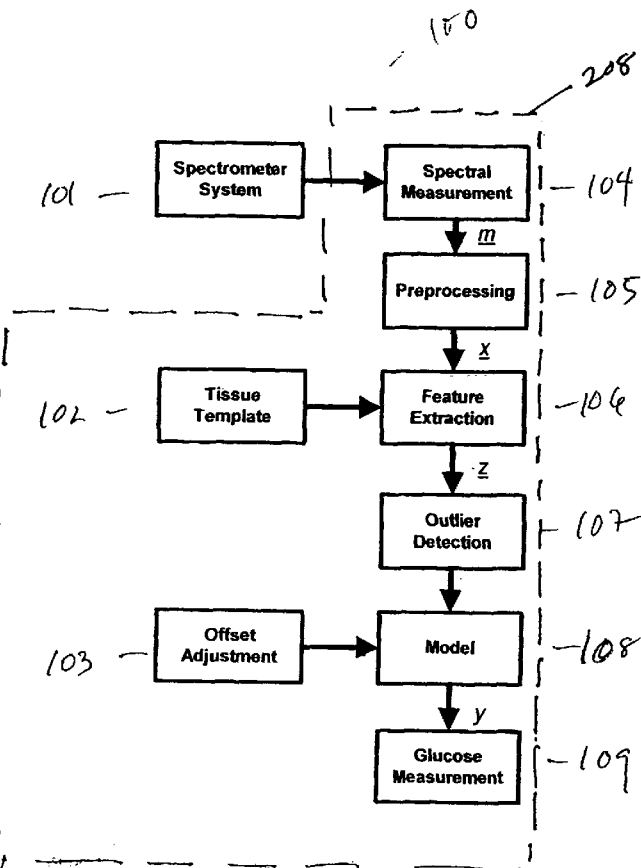 100
208
Spectrometer
System
101
Spectral
Measurement
104
m
Preprocessing
105
x
Tissue
Template
102
Feature
Extraction
106
z
Outlier
Detection
107
Offset
Adjustment
103
Model
108
y
Glucose
Measurement
109